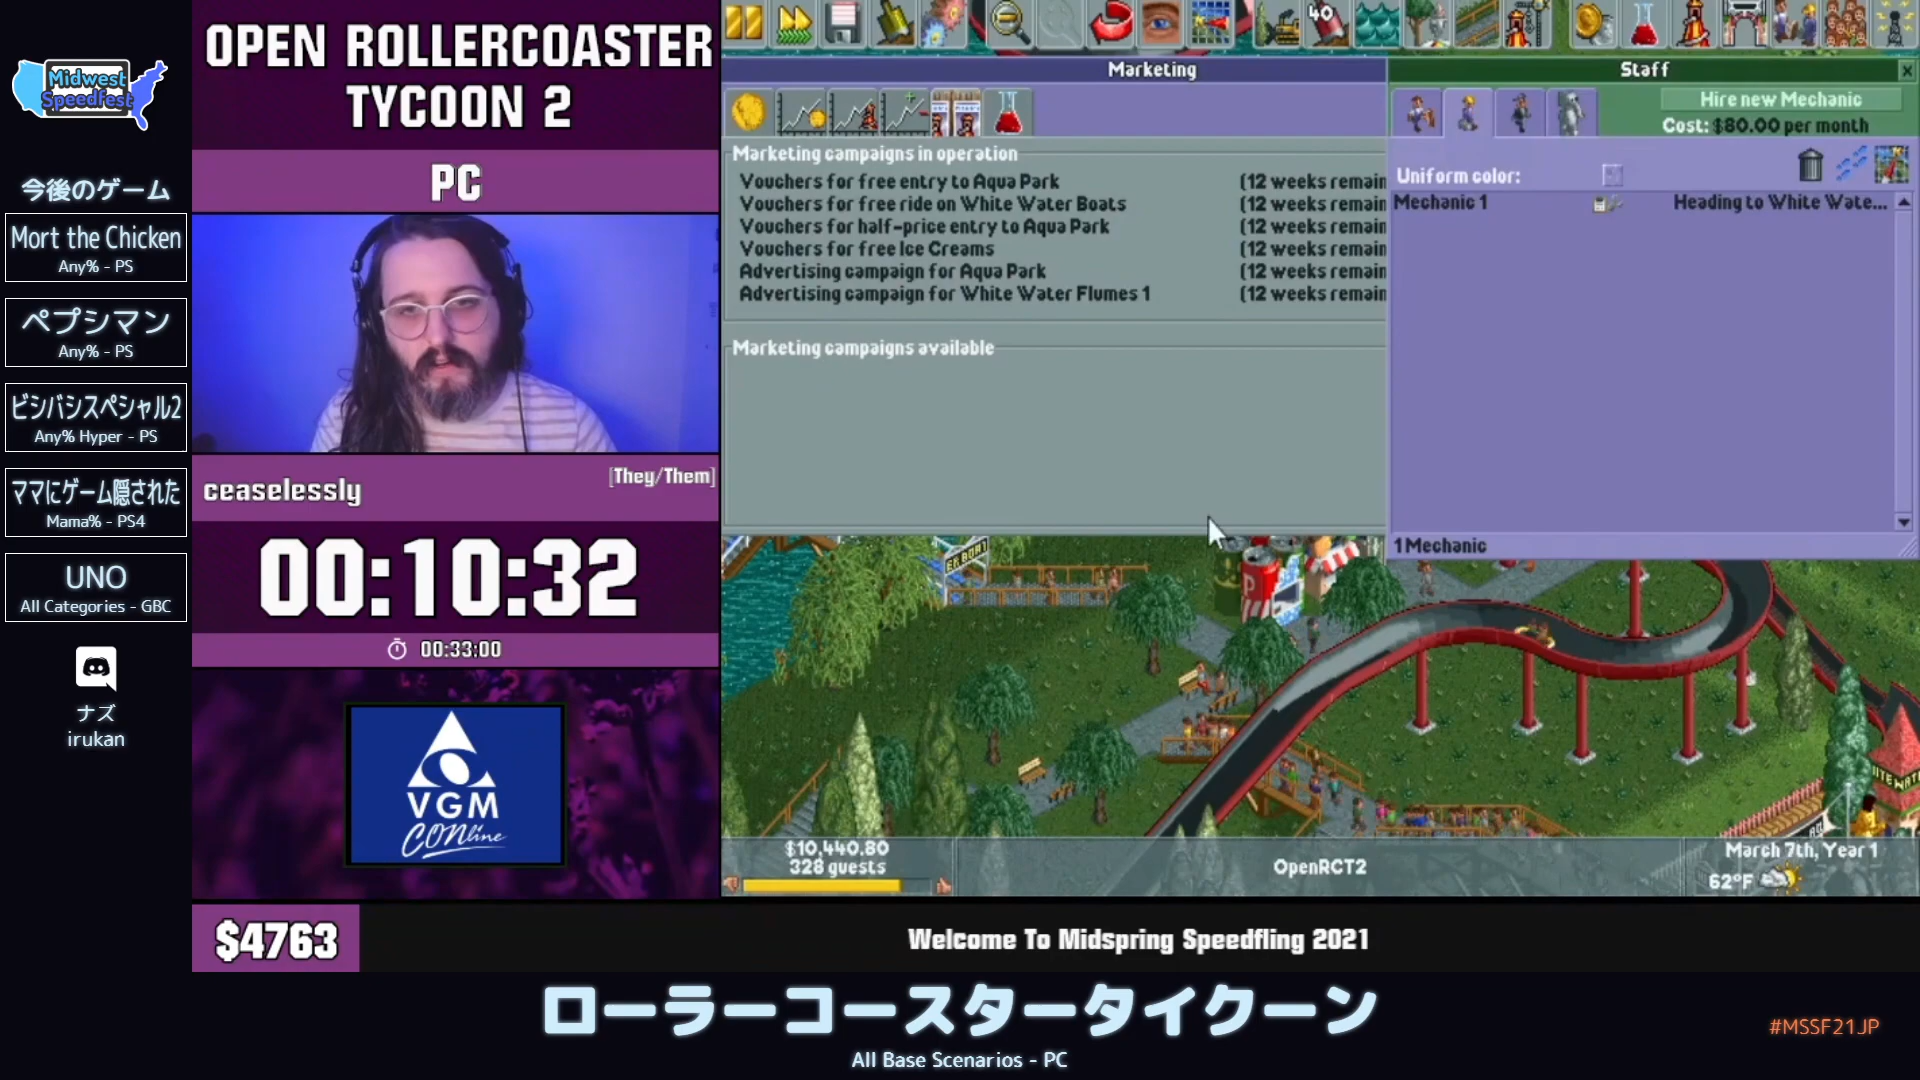 Midwest
Speedfest
今後のゲーム
Mort the Chicken
Any% - PS
ペプシマン
Any% - PS
ビシバシスペシャル2
Any% Hyper - PS
ママにゲーム隠された
Mama% - PS4
UNO
All Categories - GBC
ナズ
irukan
OPEN ROLLERCOASTER
TYCOON 2
PC
ceaselessly
[They/Them]
00:10:32
00:33:00
VGM
CONline
$4763
40
Marketing
Marketing campaigns in operation
Vouchers for free entry to Aqua Park (12 weeks remain
Vouchers for free ride on White Water Boats (12 weeks remain
Vouchers for half-price entry to Aqua Park (12 weeks remain
Vouchers for free Ice Creams (12 weeks remain
Advertising campaign for Aqua Park (12 weeks remain
Advertising campaign for White Water Flumes 1 (12 weeks remain
Marketing campaigns available
Staff
Hire new Mechanic
Cost: $80.00 per month
Uniform color:
Mechanic 1 Heading to White Wate...
1 Mechanic
$10,440.80
328 guests
OpenRCT2
March 7th, Year 1
62°F
Welcome To Midspring Speedfling 2021
ローラーコースタータイクーン
All Base Scenarios - PC
#MSSF21JP